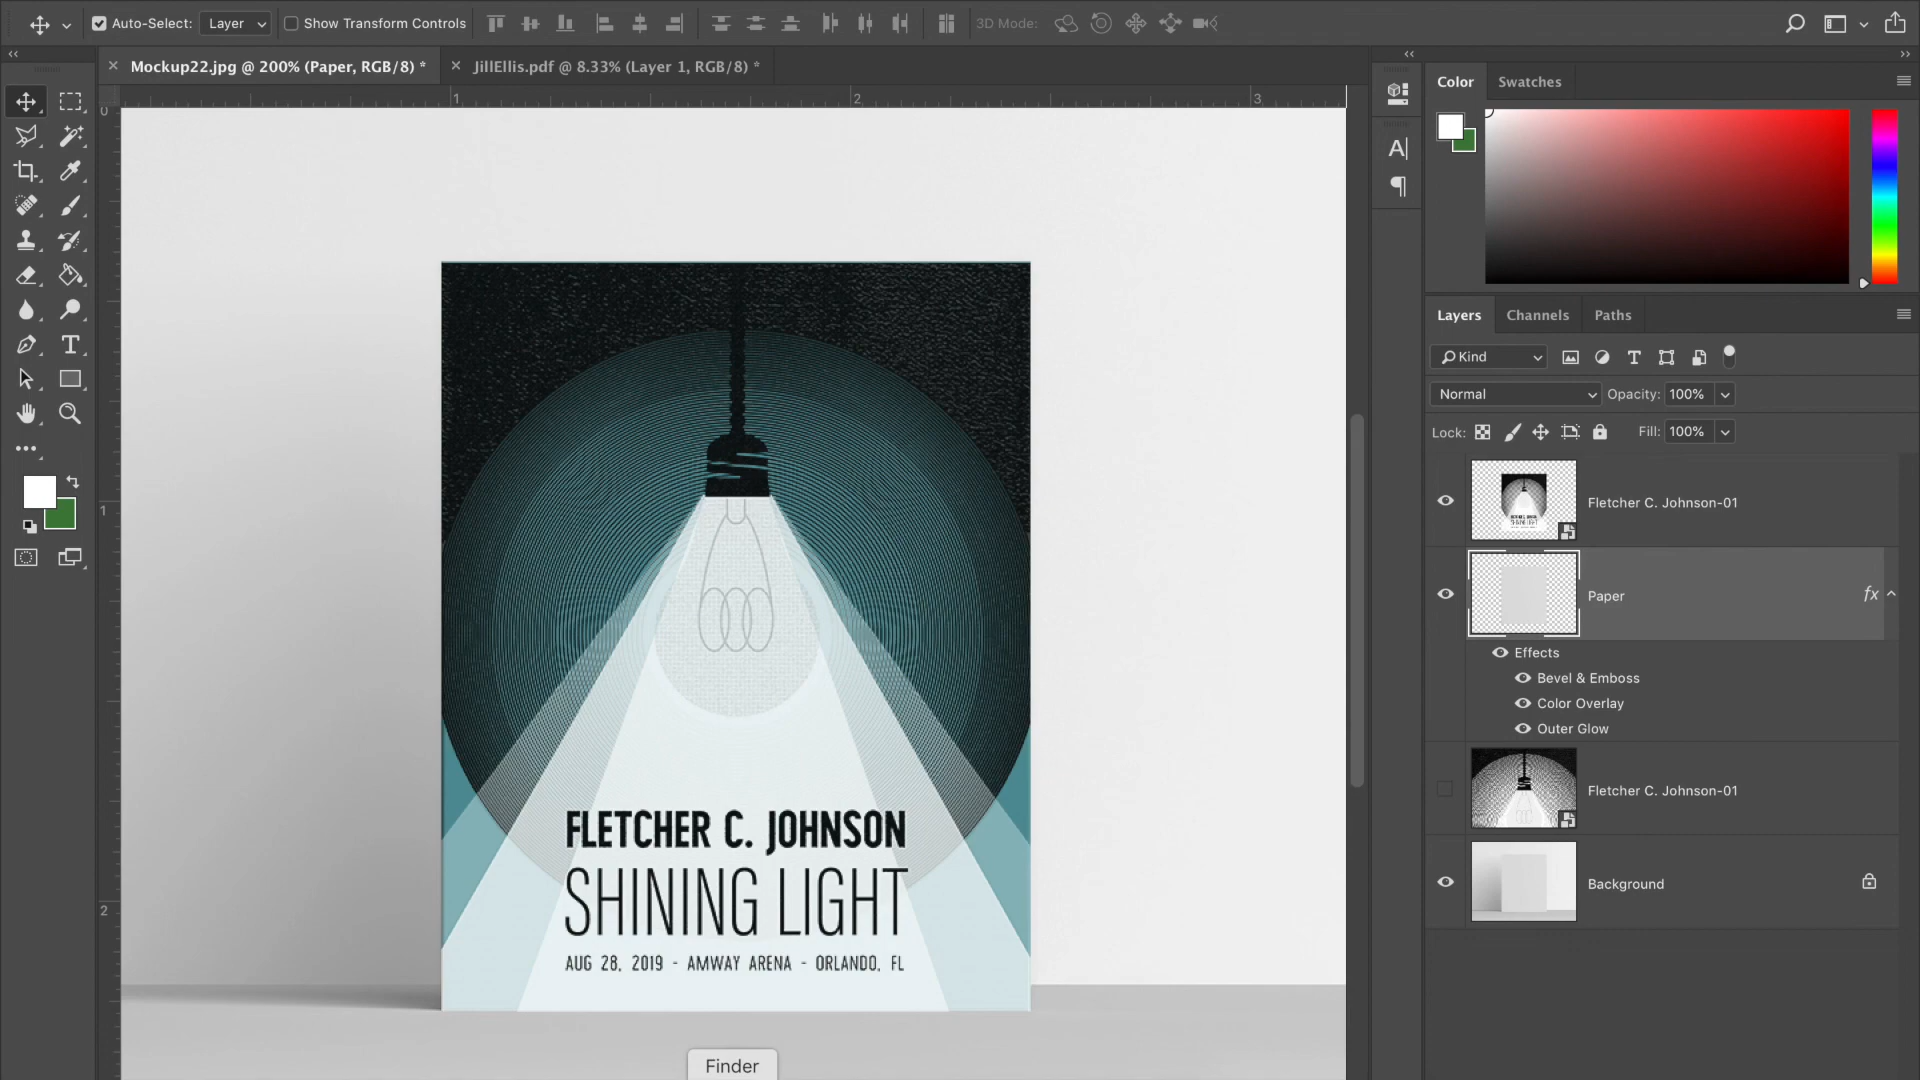 Auto-Select:
Layer
Show Transform Controls
3D Mode:
Mockup22.jpg @ 200% (Paper, RGB/8) *
JillEllis.pdf @ 8.33% (Layer 1, RGB/8) *
0
1
2
3
1
2
FLETCHER C. JOHNSON
SHINING LIGHT
AUG 28, 2019 - AMWAY ARENA - ORLANDO, FL
Finder
Color
Swatches
Layers
Channels
Paths
Kind
Normal
Opacity: 100%
Lock:
Fill: 100%
Fletcher C. Johnson-01
Paper
fx
Effects
Bevel & Emboss
Color Overlay
Outer Glow
Fletcher C. Johnson-01
Background